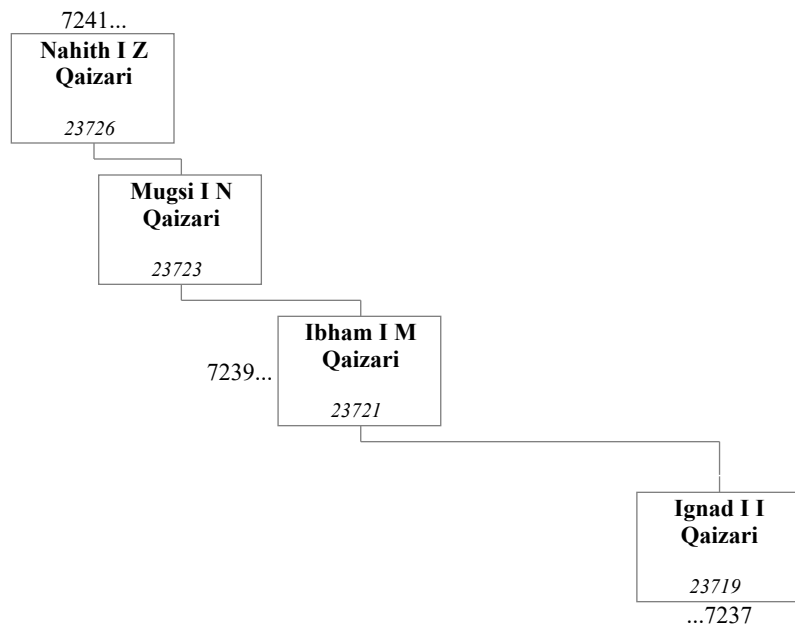 7241...
Nahith I Z
Qaizari
23726
Mugsi I N
Qaizari
23723
Ibham I M
Qaizari
7239...
23721
Ignad I I
Qaizari
23719
...7237